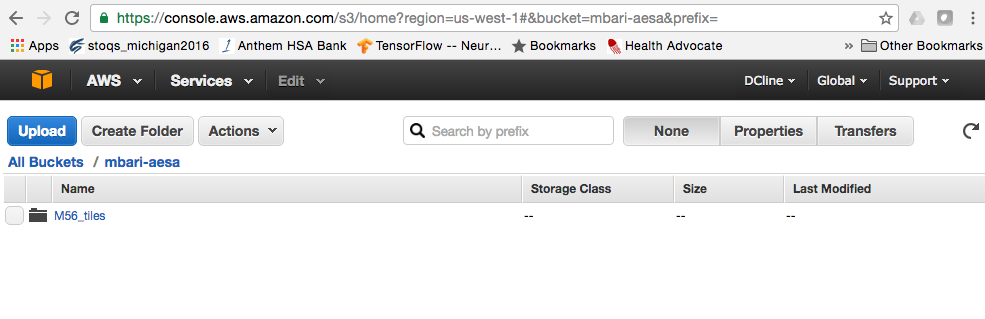 https://console.aws.amazon.com/s3/home?region=us-west-1#&bucket=mbari-aesa&prefix=
Apps stoqs_michigan2016 Anthem HSA Bank TensorFlow -- Neur... Bookmarks Health Advocate » Other Bookmarks
AWS Services Edit DCline Global Support
Upload Create Folder Actions Search by prefix None Properties Transfers
All Buckets / mbari-aesa
Name Storage Class Size Last Modified
M56_tiles -- -- --